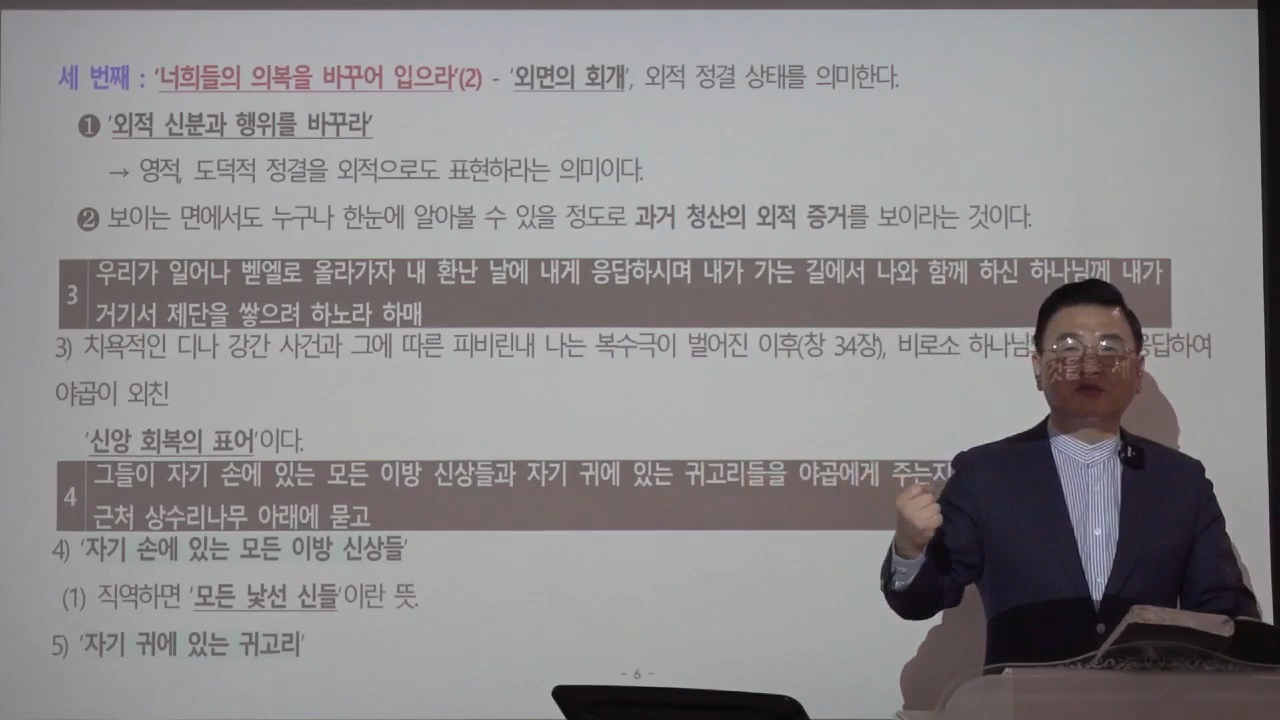 세 번째 : '너희들의 의복을 바꾸어 입으라'(2) - '외면의 회개', 외적 정결 상태를 의미한다.
❶ '외적 신분과 행위를 바꾸라'
→ 영적, 도덕적 정결을 외적으로도 표현하라는 의미이다.
❷ 보이는 면에서도 누구나 한눈에 알아볼 수 있을 정도로 과거 청산의 외적 증거를 보이라는 것이다.
3 우리가 일어나 벧엘로 올라가자 내 환난 날에 내게 응답하시며 내가 가는 길에서 나와 함께 하신 하나님께 내가
거기서 제단을 쌓으려 하노라 하매
3) 치욕적인 디나 강간 사건과 그에 따른 피비린내 나는 복수극이 벌어진 이후(창 34장), 비로소 응답하여
야곱이 외친
'신앙 회복의 표어'이다.
4 그들이 자기 손에 있는 모든 이방 신상들과 자기 귀에 있는 귀고리들을 야곱에게
근처 상수리나무 아래에 묻고
4) '자기 손에 있는 모든 이방 신상들'
(1) 직역하면 '모든 낯선 신들'이란 뜻.
5) '자기 귀에 있는 귀고리'
- 6 -